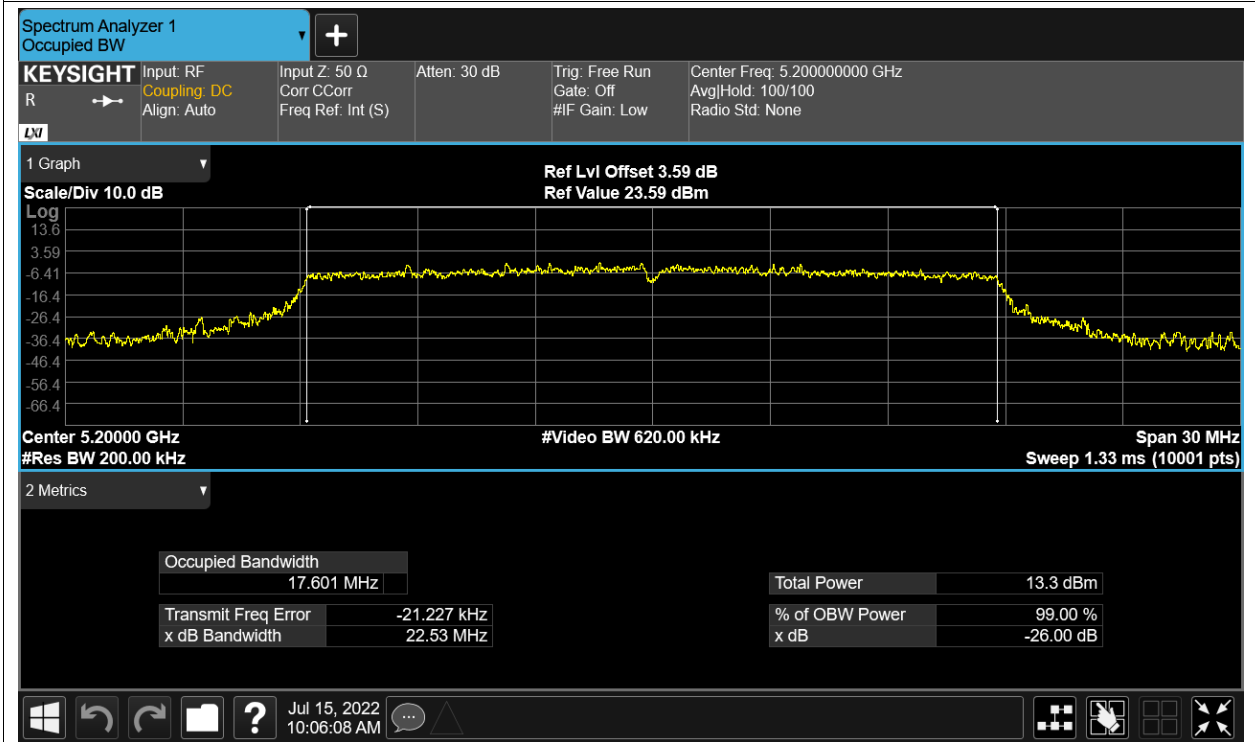 Spectrum Analyzer 1
Occupied BW
KEYSIGHT
R
LXI
Input: RF
Coupling: DC
Align: Auto
Input Z: 50 Ω
Corr CCorr
Freq Ref: Int (S)
Atten: 30 dB
Trig: Free Run
Gate: Off
#IF Gain: Low
Center Freq: 5.200000000 GHz
Avg|Hold: 100/100
Radio Std: None
1 Graph
Scale/Div 10.0 dB
Ref Lvl Offset 3.59 dB
Ref Value 23.59 dBm
Log
13.6
3.59
-6.41
-16.4
-26.4
-36.4
-46.4
-56.4
-66.4
Center 5.20000 GHz
#Res BW 200.00 kHz
#Video BW 620.00 kHz
Span 30 MHz
Sweep 1.33 ms (10001 pts)
2 Metrics
Occupied Bandwidth
17.601 MHz
Transmit Freq Error -21.227 kHz
x dB Bandwidth 22.53 MHz
Total Power 13.3 dBm
% of OBW Power 99.00 %
x dB -26.00 dB
?
Jul 15, 2022
10:06:08 AM